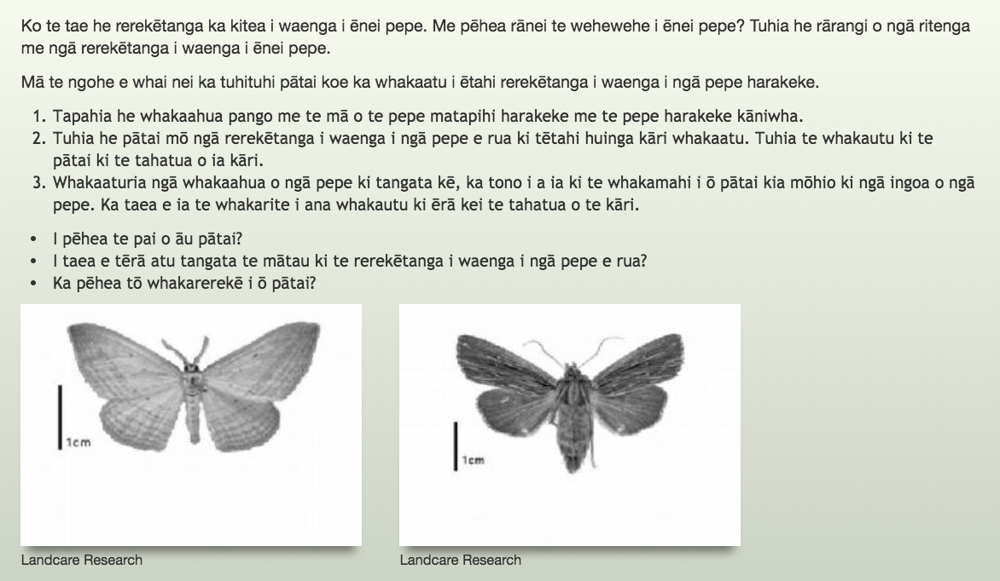 Ko te tae he rerekētanga ka kitea i waenga i ēnei pepe. Me pēhea rānei te wehewehe i ēnei pepe? Tuhia he rārangi o ngā ritenga
me ngā rerekētanga i waenga i ēnei pepe.
Mā te ngohe e whai nei ka tuhituhi pātai koe ka whakaatu i ētahi rerekētanga i waenga i ngā pepe harakeke.
1. Tapahia he whakaahua pango me te mā o te pepe matapihi harakeke me te pepe harakeke kāniwha.
2. Tuhia he pātai mō ngā rerekētanga i waenga i ngā pepe e rua ki tētahi huinga kāri whakaatu. Tuhia te whakautu ki te
pātai ki te tahatua o ia kāri.
3. Whakaaturia ngā whakaahua o ngā pepe ki tangata kē, ka tono i a ia ki te whakamahi i ō pātai kia mōhio ki ngā ingoa o ngā
pepe. Ka taea e ia te whakarite i ana whakautu ki ērā kei te tahatua o te kāri.
• I pēhea te pai o āu pātai?
• I taea e tērā atu tangata te mātau ki te rerekētanga i waenga i ngā pepe e rua?
• Ka pēhea tō whakarerekē i ō pātai?
1cm
1cm
Landcare Research
Landcare Research